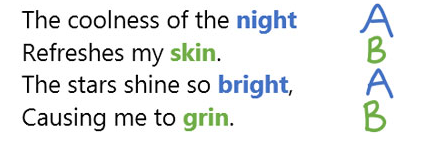 The coolness of the night A
Refreshes my skin. B
The stars shine so bright, A
Causing me to grin. B